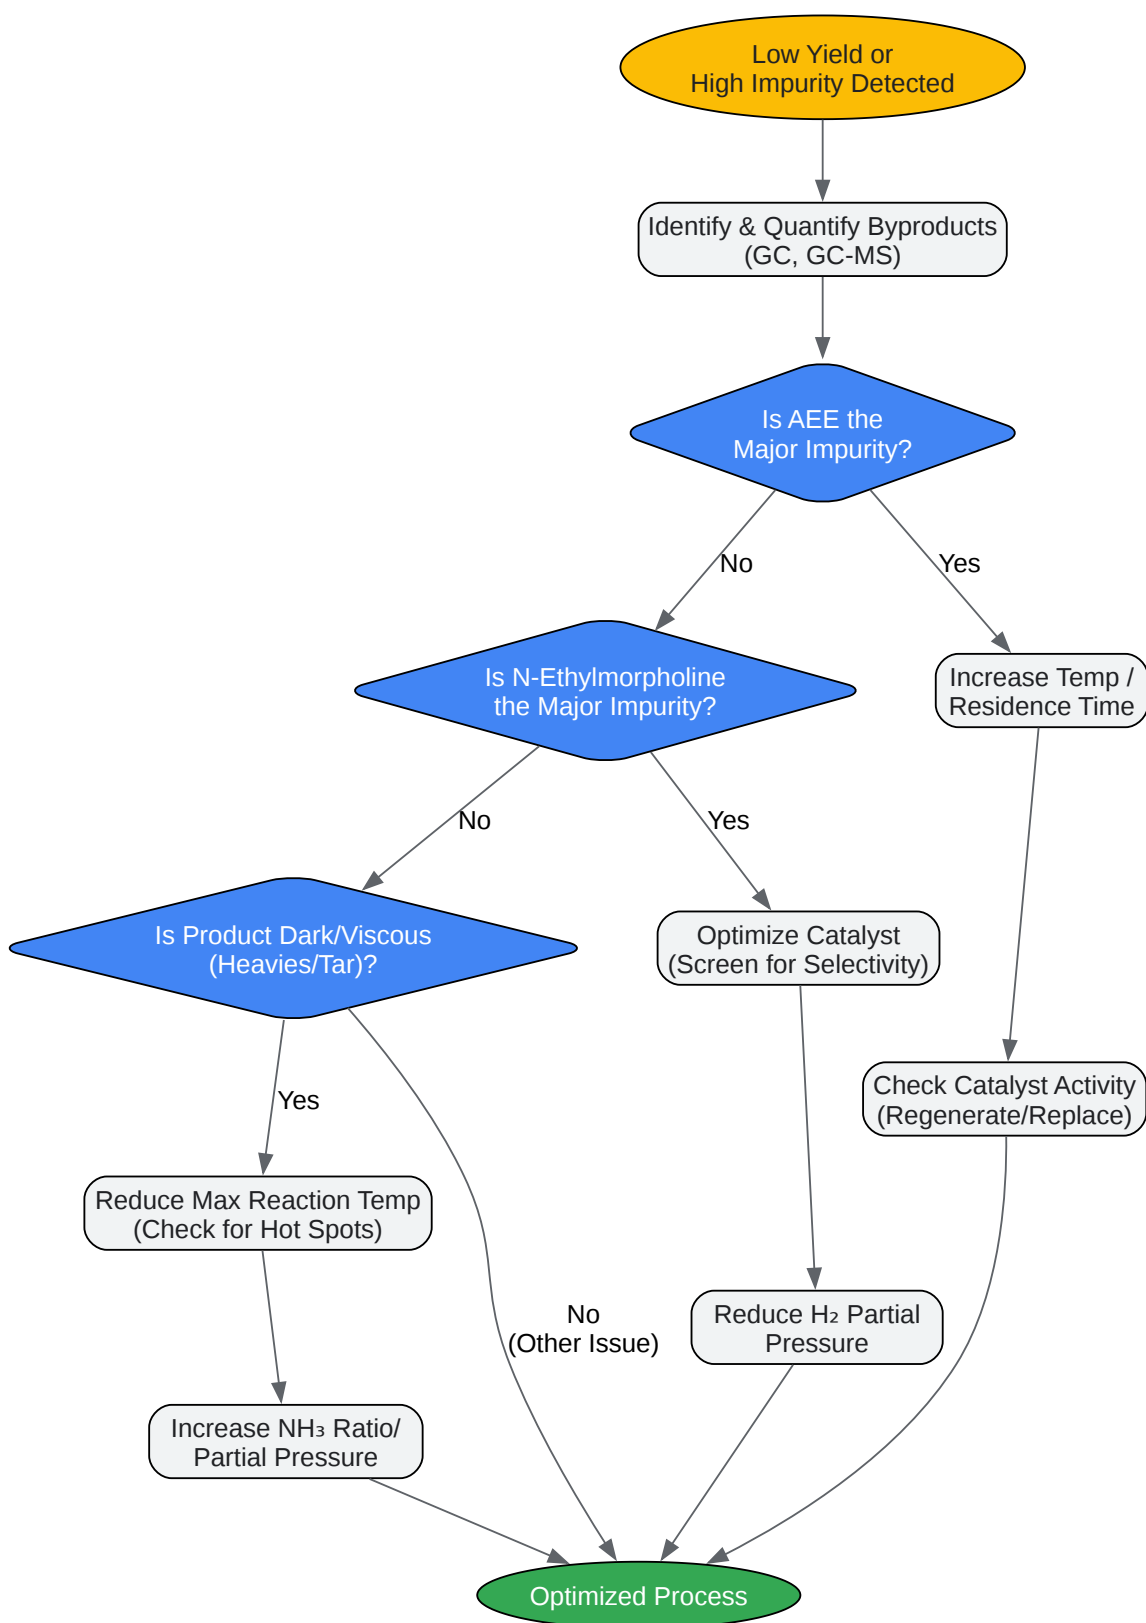 Low Yield or
High Impurity Detected
Identify & Quantify Byproducts
(GC, GC-MS)
Is AEE the
Major Impurity?
No
Yes
Is N-Ethylmorpholine
the Major Impurity?
Increase Temp /
Residence Time
No
Yes
Is Product Dark/Viscous
(Heavies/Tar)?
Optimize Catalyst
(Screen for Selectivity)
Check Catalyst Activity
(Regenerate/Replace)
Yes
Reduce Max Reaction Temp
(Check for Hot Spots)
No
(Other Issue)
Reduce H₂ Partial
Pressure
Increase NH₃ Ratio/
Partial Pressure
Optimized Process